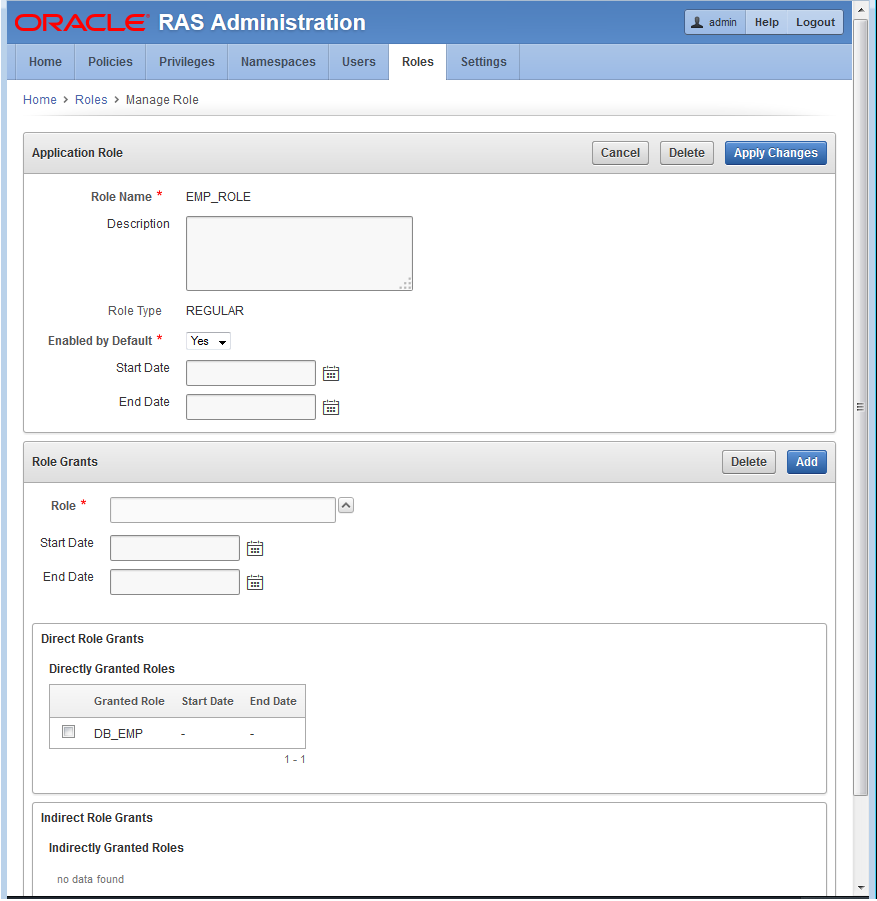 ORACLE® RAS Administration admin Help Logout
Home Policies Privileges Namespaces Users Roles Settings
Home > Roles > Manage Role
Application Role Cancel Delete Apply Changes
Role Name * EMP_ROLE
Description
Role Type REGULAR
Enabled by Default * Yes
Start Date
End Date
Role Grants Delete Add
Role *
Start Date
End Date
Direct Role Grants
Directly Granted Roles
Granted Role Start Date End Date
DB_EMP - -
1 - 1
Indirect Role Grants
Indirectly Granted Roles
no data found